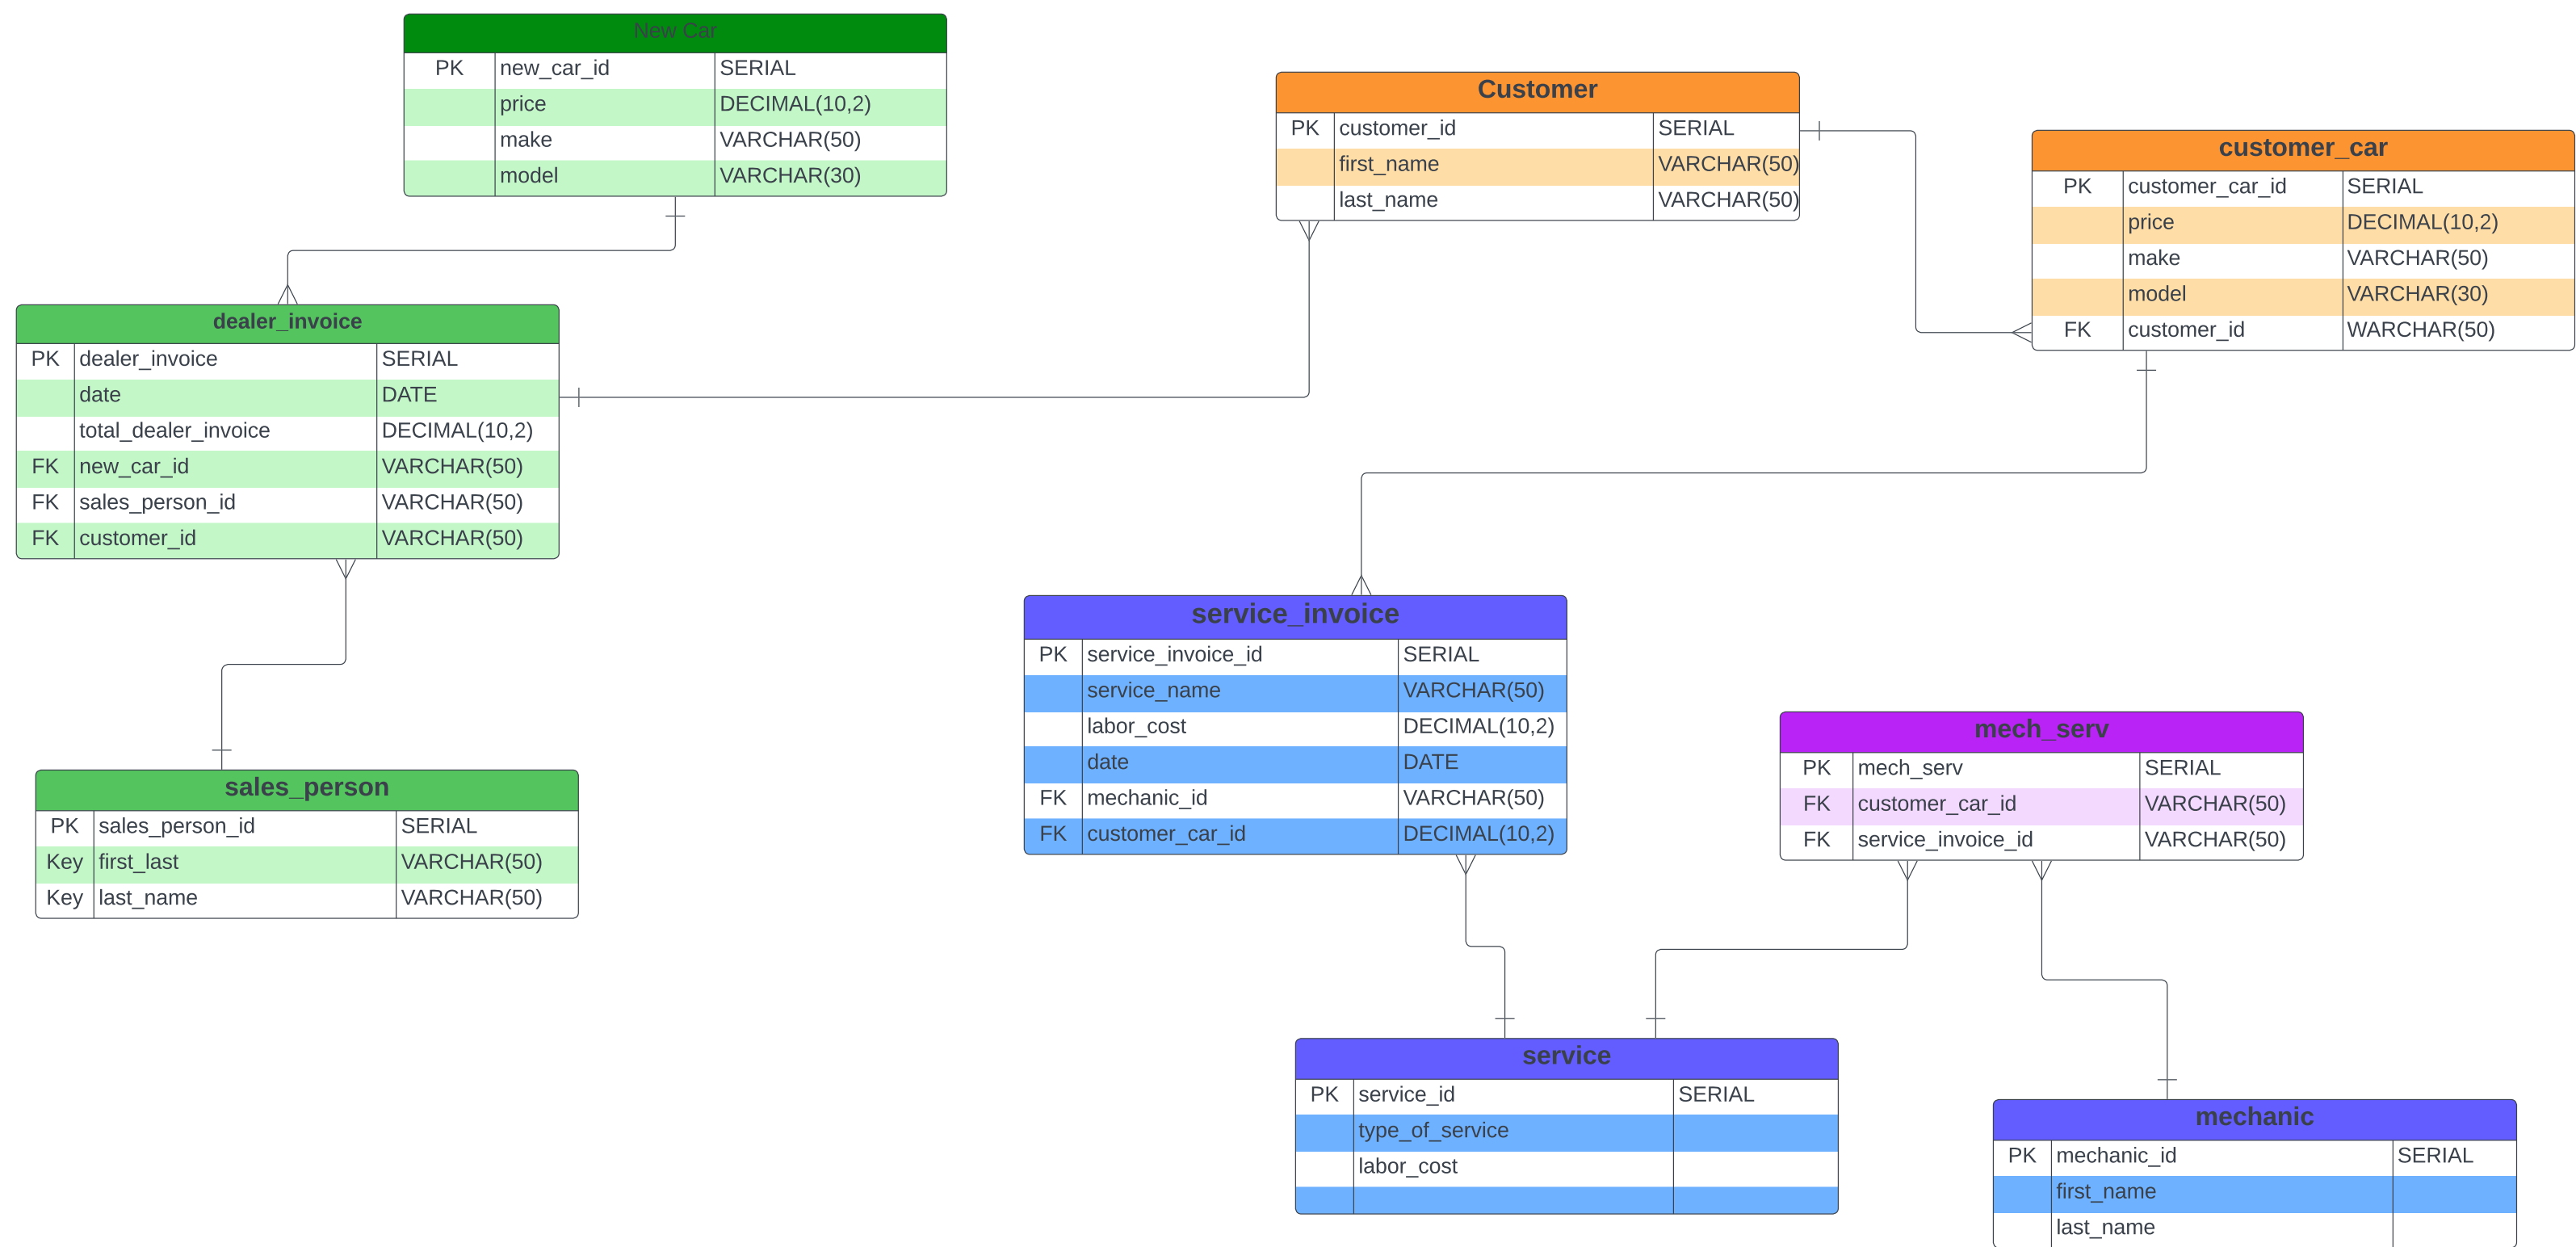 New Car
PK new_car_id SERIAL
price DECIMAL(10,2)
make VARCHAR(50)
model VARCHAR(30)
Customer
PK customer_id SERIAL
first_name VARCHAR(50)
last_name VARCHAR(50)
customer_car
PK customer_car_id SERIAL
price DECIMAL(10,2)
make VARCHAR(50)
model VARCHAR(30)
FK customer_id WARCHAR(50)
dealer_invoice
PK dealer_invoice SERIAL
date DATE
total_dealer_invoice DECIMAL(10,2)
FK new_car_id VARCHAR(50)
FK sales_person_id VARCHAR(50)
FK customer_id VARCHAR(50)
service_invoice
PK service_invoice_id SERIAL
service_name VARCHAR(50)
labor_cost DECIMAL(10,2)
date DATE
FK mechanic_id VARCHAR(50)
FK customer_car_id DECIMAL(10,2)
mech_serv
PK mech_serv SERIAL
FK customer_car_id VARCHAR(50)
FK service_invoice_id VARCHAR(50)
sales_person
PK sales_person_id SERIAL
Key first_last VARCHAR(50)
Key last_name VARCHAR(50)
service
PK service_id SERIAL
type_of_service
labor_cost
mechanic
PK mechanic_id SERIAL
first_name
last_name